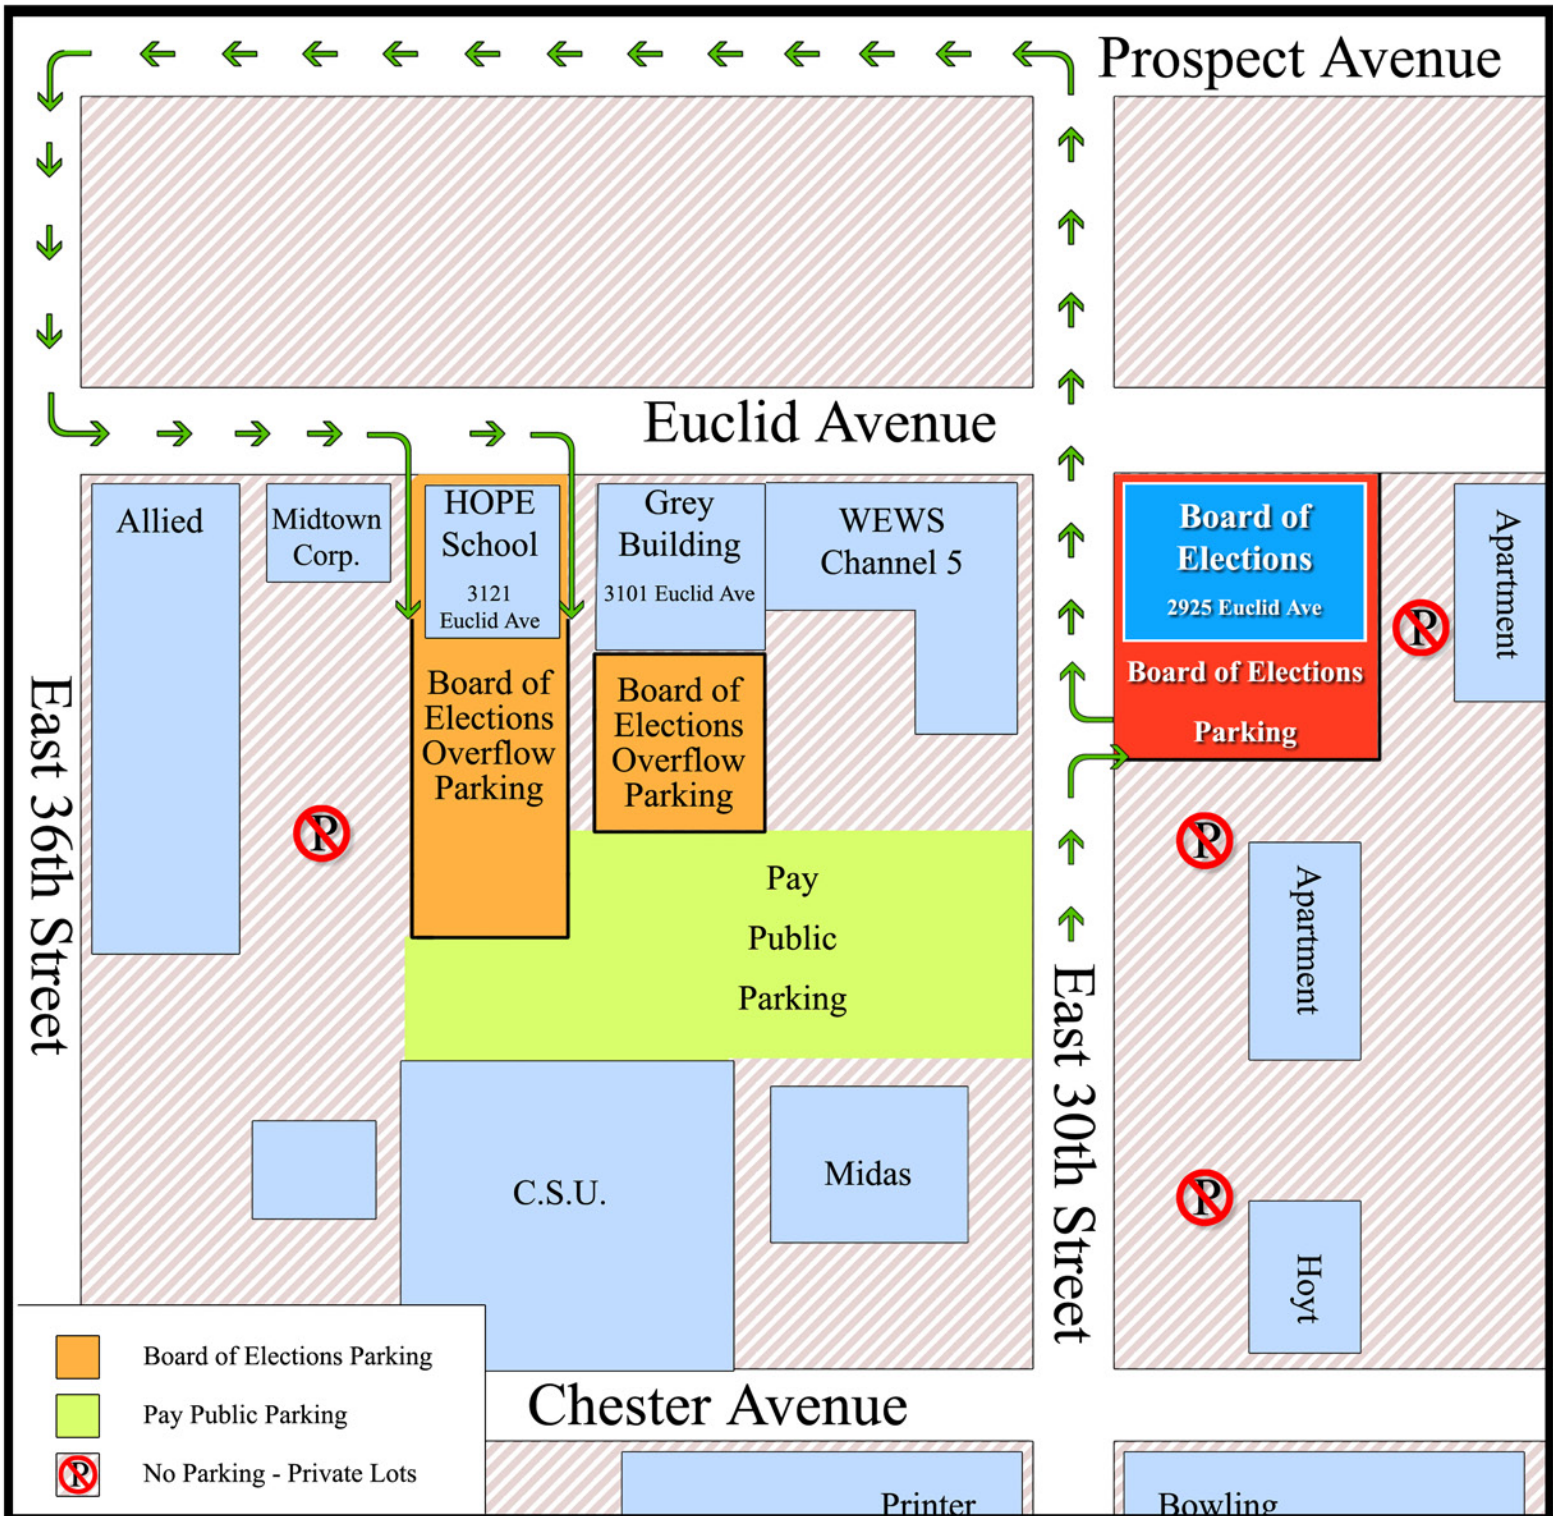 Prospect Avenue
Euclid Avenue
Allied
Midtown
Corp.
HOPE
School
3121
Euclid Ave
Board of
Elections
Overflow
Parking
Grey
Building
3101 Euclid Ave
Board of
Elections
Overflow
Parking
WEWS
Channel 5
Board of
Elections
2925 Euclid Ave
Board of Elections
Parking
Apartment
P
East 36th Street
P
Pay
Public
Parking
East 30th Street
P
Apartment
C.S.U.
Midas
P
Hoyt
Board of Elections Parking
Pay Public Parking
P
No Parking - Private Lots
Chester Avenue
Printer
Bowling